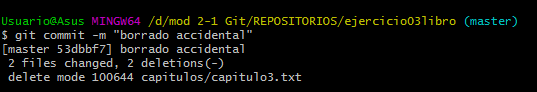 Usuario@Asus MINGW64 /d/mod 2-1 Git/REPOSITORIOS/ejercicio03libro (master)
$ git commit -m "borrado accidental"
[master 53dbbf7] borrado accidental
 2 files changed, 2 deletions(-)
 delete mode 100644 capitulos/capitulo3.txt